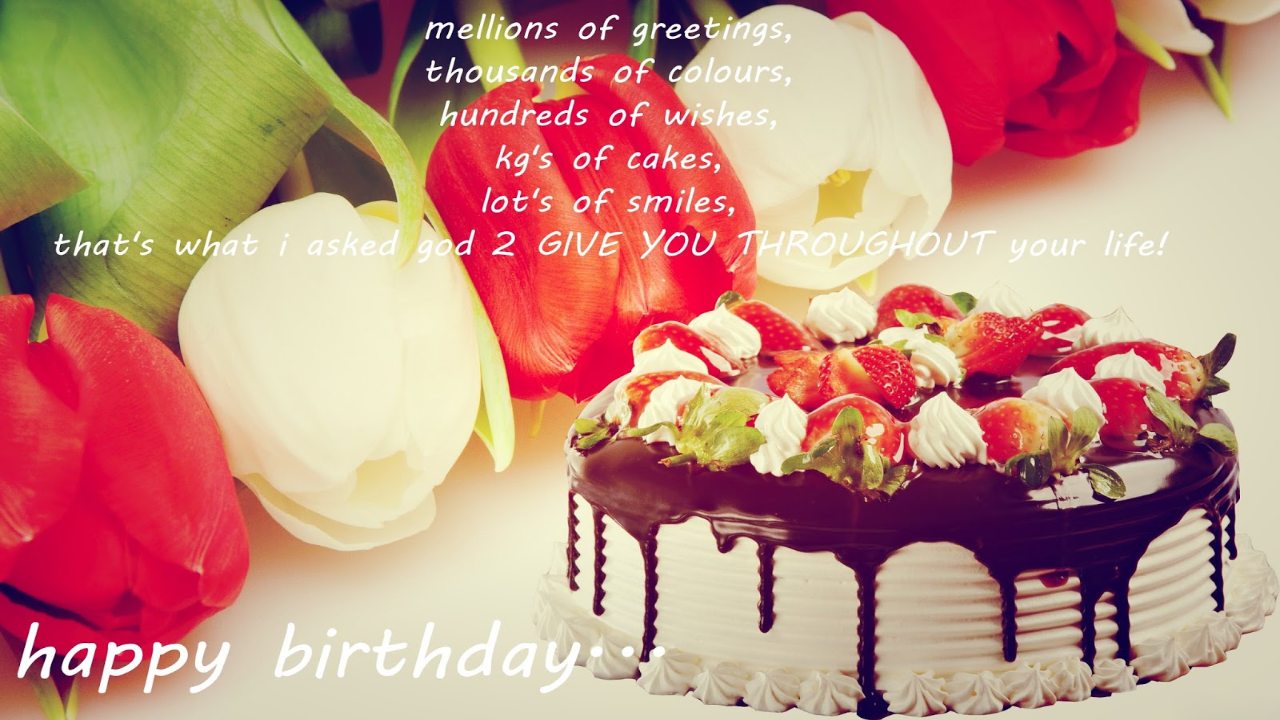 mellions of greetings,
thousands of colours,
hundreds of wishes,
kg's of cakes,
lot's of smiles,
that's what i asked god 2 GIVE YOU THROUGHOUT your life!
happy birthday...